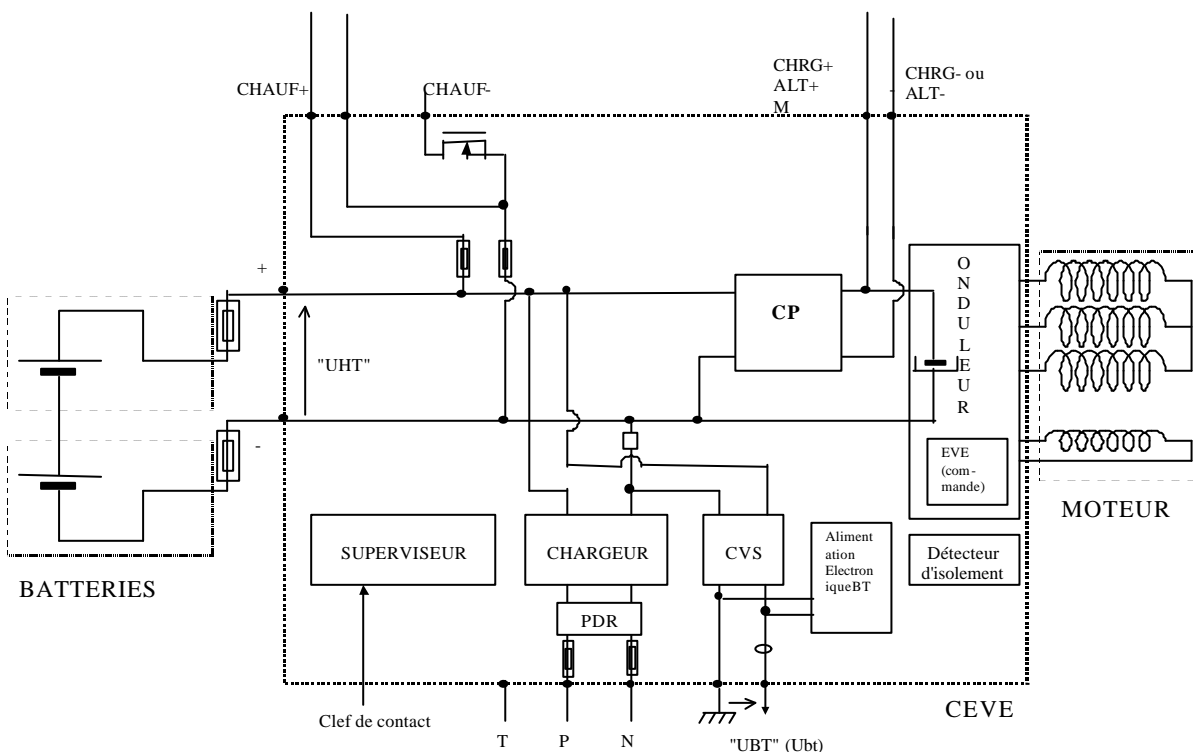 CHAUF+
CHAUF-
CHRG+
ALT+
M
CHRG- ou
ALT-
+
"UHT"
-
CP
O
N
D
U
L
E
U
R
EVE
(com-
mande)
MOTEUR
BATTERIES
SUPERVISEUR
CHARGEUR
CVS
Aliment
ation
Electron
iqueBT
Détecteur
d'isolement
PDR
CEVE
Clef de contact
T
P
N
"UBT" (Ubt)